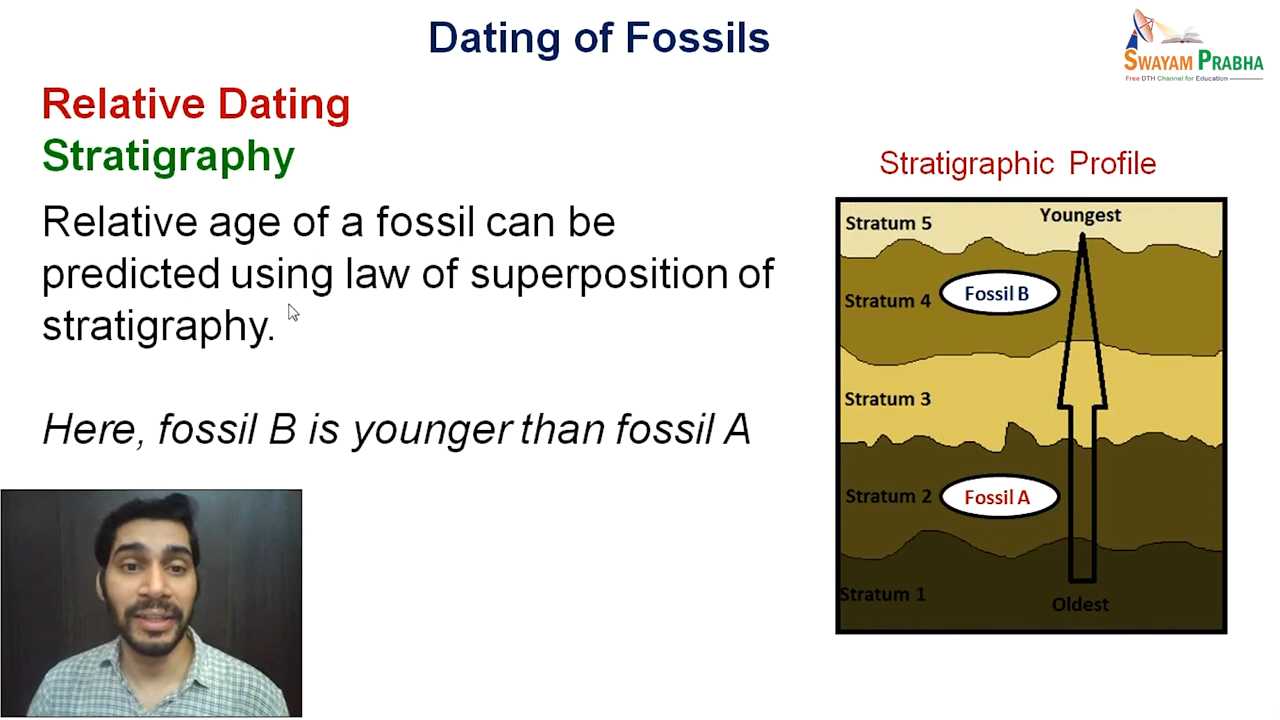 Dating of Fossils
SWAYAM PRABHA
Free DTH Channel for Education
Relative Dating
Stratigraphy
Relative age of a fossil can be
predicted using law of superposition of
stratigraphy.
Here, fossil B is younger than fossil A
Stratigraphic Profile
Stratum 5
Youngest
Stratum 4
Fossil B
Stratum 3
Stratum 2
Fossil A
Stratum 1
Oldest